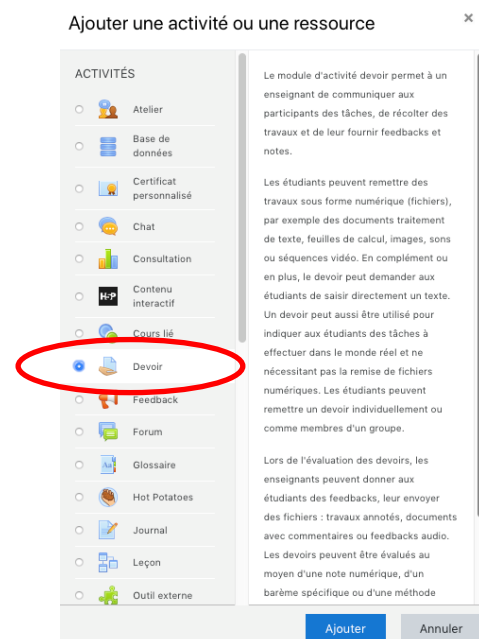 Ajouter une activité ou une ressource
×
ACTIVITÉS
Atelier
Base de
données
Certificat
personnalisé
Chat
Consultation
H-P
Contenu
interactif
Cours lié
Devoir
Feedback
Forum
Aa
Glossaire
Hot Potatoes
Journal
Leçon
Outil externe
Le module d'activité devoir permet à un
enseignant de communiquer aux
participants des tâches, de récolter des
travaux et de leur fournir feedbacks et
notes.
Les étudiants peuvent remettre des
travaux sous forme numérique (fichiers),
par exemple des documents traitement
de texte, feuilles de calcul, images, sons
ou séquences vidéo. En complément ou
en plus, le devoir peut demander aux
étudiants de saisir directement un texte.
Un devoir peut aussi être utilisé pour
indiquer aux étudiants des tâches à
effectuer dans le monde réel et ne
nécessitant pas la remise de fichiers
numériques. Les étudiants peuvent
remettre un devoir individuellement ou
comme membres d'un groupe.
Lors de l'évaluation des devoirs, les
enseignants peuvent donner aux
étudiants des feedbacks, leur envoyer
des fichiers : travaux annotés, documents
avec commentaires ou feedbacks audio.
Les devoirs peuvent être évalués au
moyen d'une note numérique, d'un
barème spécifique ou d'une méthode
Ajouter
Annuler